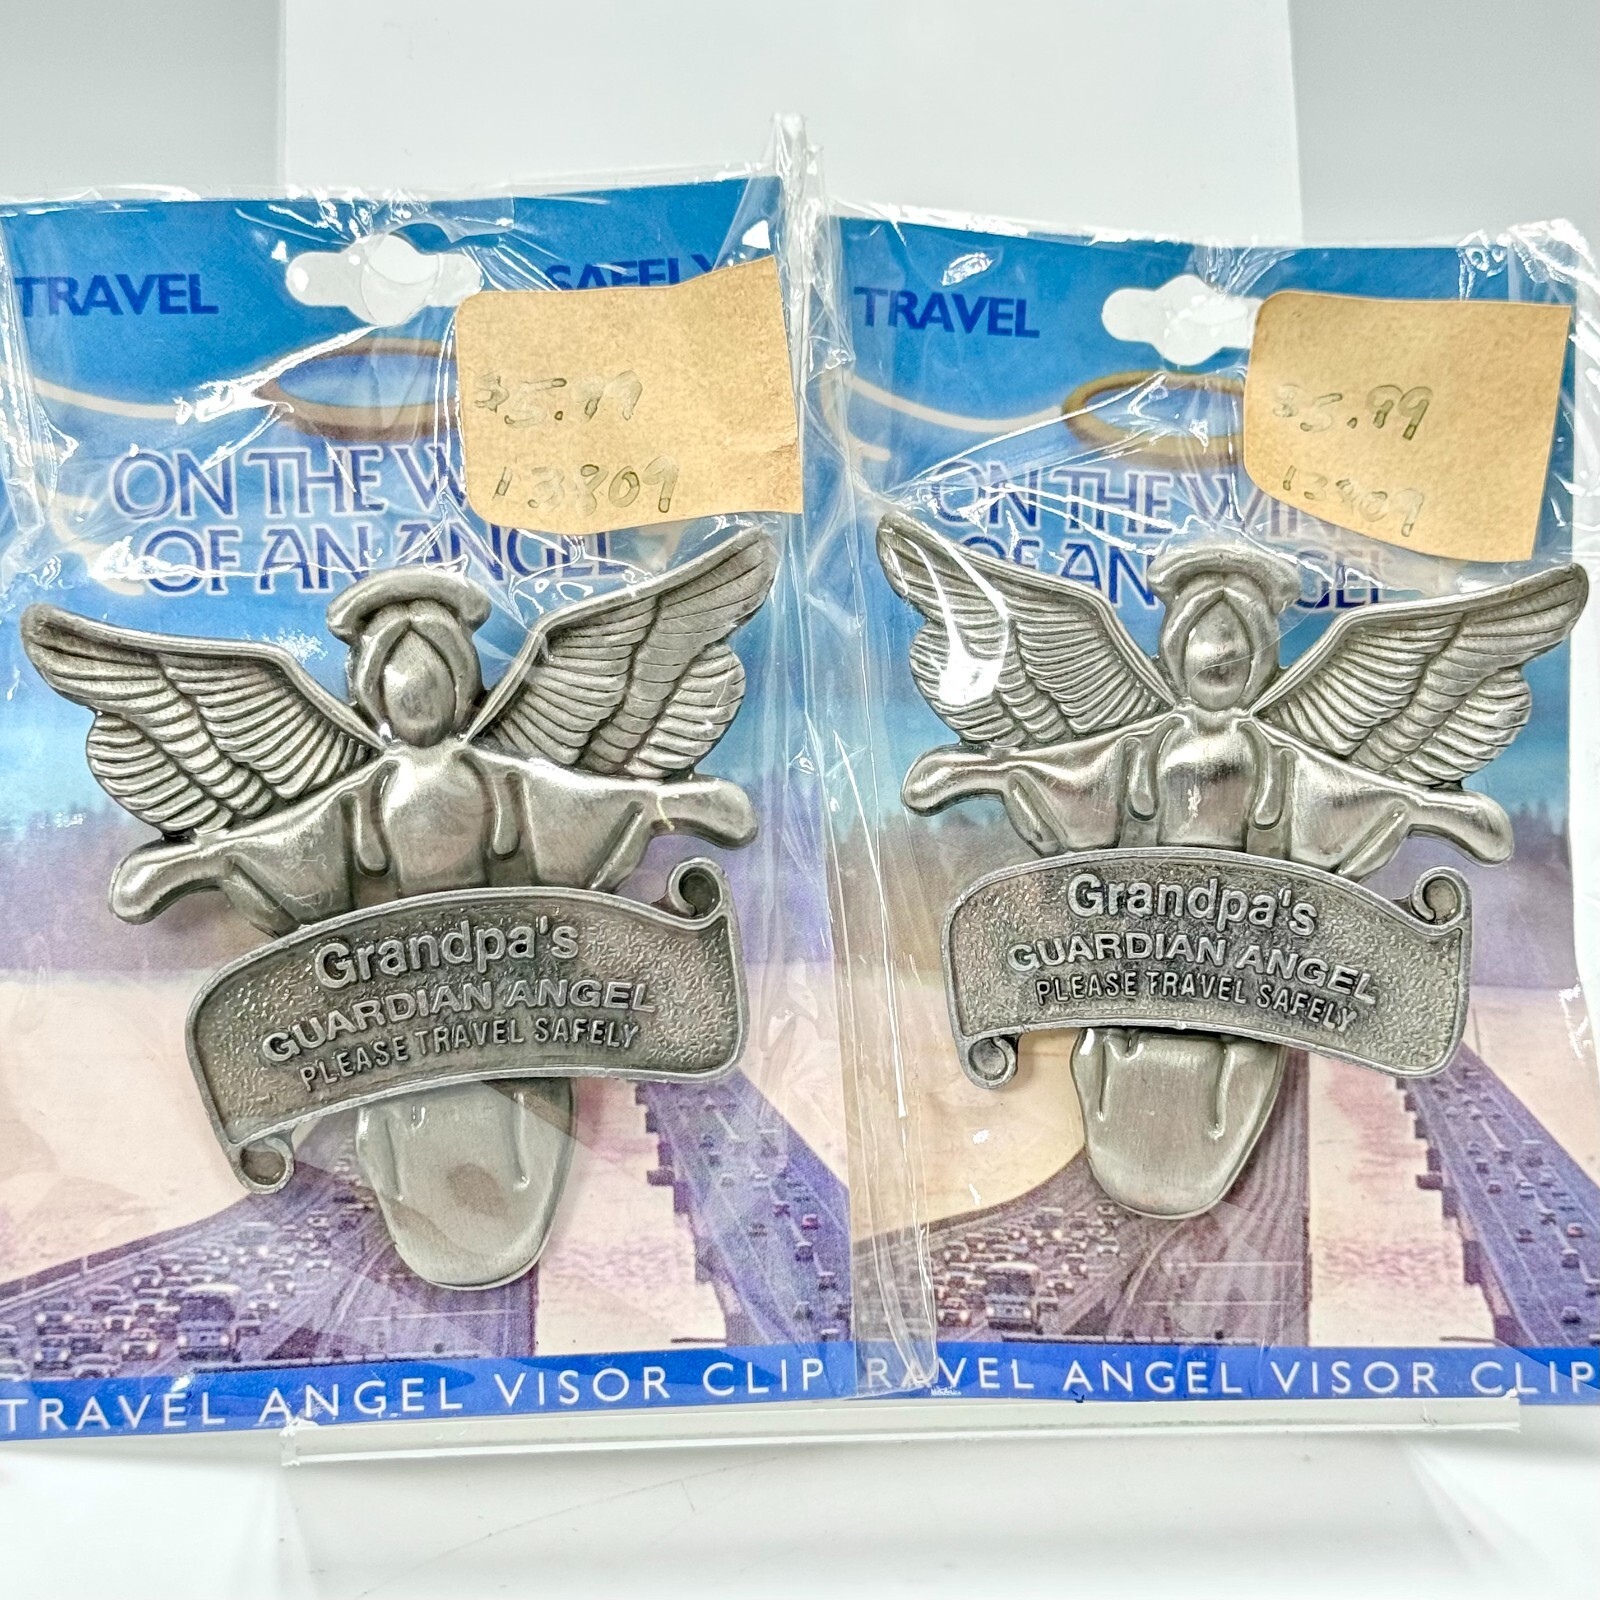 TRAVEL SAFELY
$5.99
13809
ON THE W
OF AN ANGEL
Grandpa's
GUARDIAN ANGEL
PLEASE TRAVEL SAFELY
TRAVEL ANGEL VISOR CLIP
TRAVEL
$5.99
13809
ON THE WIN
OF AN ANGEL
Grandpa's
GUARDIAN ANGEL
PLEASE TRAVEL SAFELY
RAVEL ANGEL VISOR CLIP